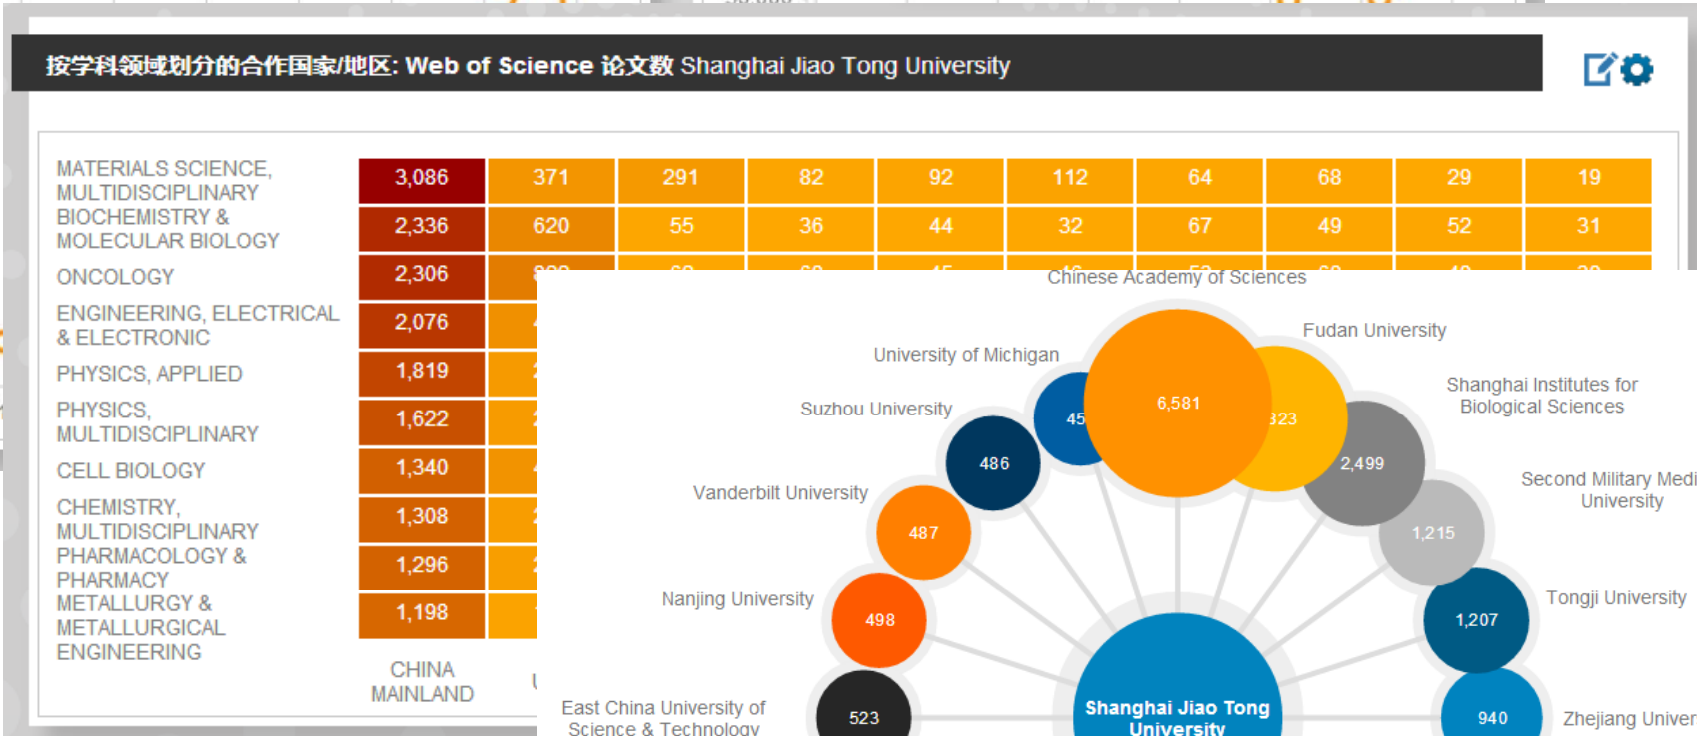 按学科领域划分的合作国家/地区: Web of Science 论文数 Shanghai Jiao Tong University
MATERIALS SCIENCE,
MULTIDISCIPLINARY
3,086 371 291 82 92 112 64 68 29 19
BIOCHEMISTRY &
MOLECULAR BIOLOGY
2,336 620 55 36 44 32 67 49 52 31
ONCOLOGY
2,306
ENGINEERING, ELECTRICAL
& ELECTRONIC
2,076
PHYSICS, APPLIED
1,819
PHYSICS,
MULTIDISCIPLINARY
1,622
CELL BIOLOGY
1,340
CHEMISTRY,
MULTIDISCIPLINARY
1,308
PHARMACOLOGY &
PHARMACY
1,296
METALLURGY &
METALLURGICAL
ENGINEERING
1,198
CHINA
MAINLAND
Chinese Academy of Sciences
6,581
Fudan University
323
Shanghai Institutes for
Biological Sciences
2,499
Second Military Medi
University
1,215
Tongji University
1,207
Zhejiang Univer
940
University of Michigan
45
Suzhou University
486
Vanderbilt University
487
Nanjing University
498
East China University of
Science & Technology
523
Shanghai Jiao Tong
University